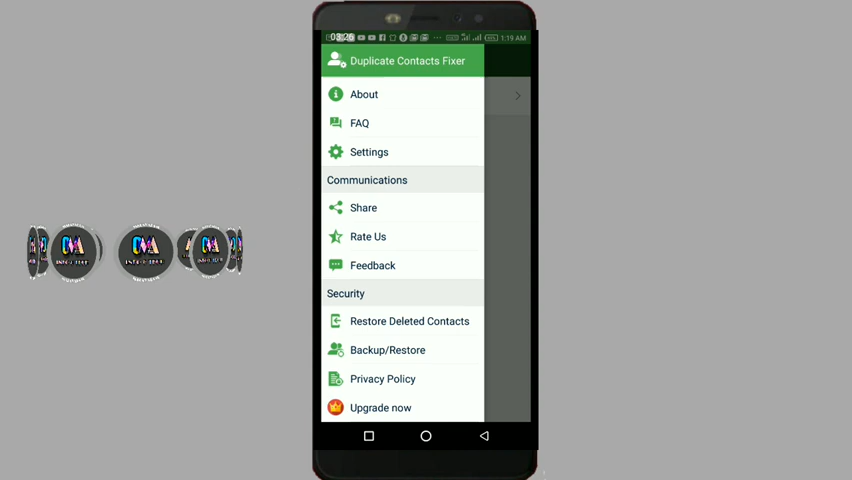 03:26
1:19 AM
Duplicate Contacts Fixer
About
FAQ
Settings
Communications
Share
Rate Us
Feedback
Security
Restore Deleted Contacts
Backup/Restore
Privacy Policy
Upgrade now